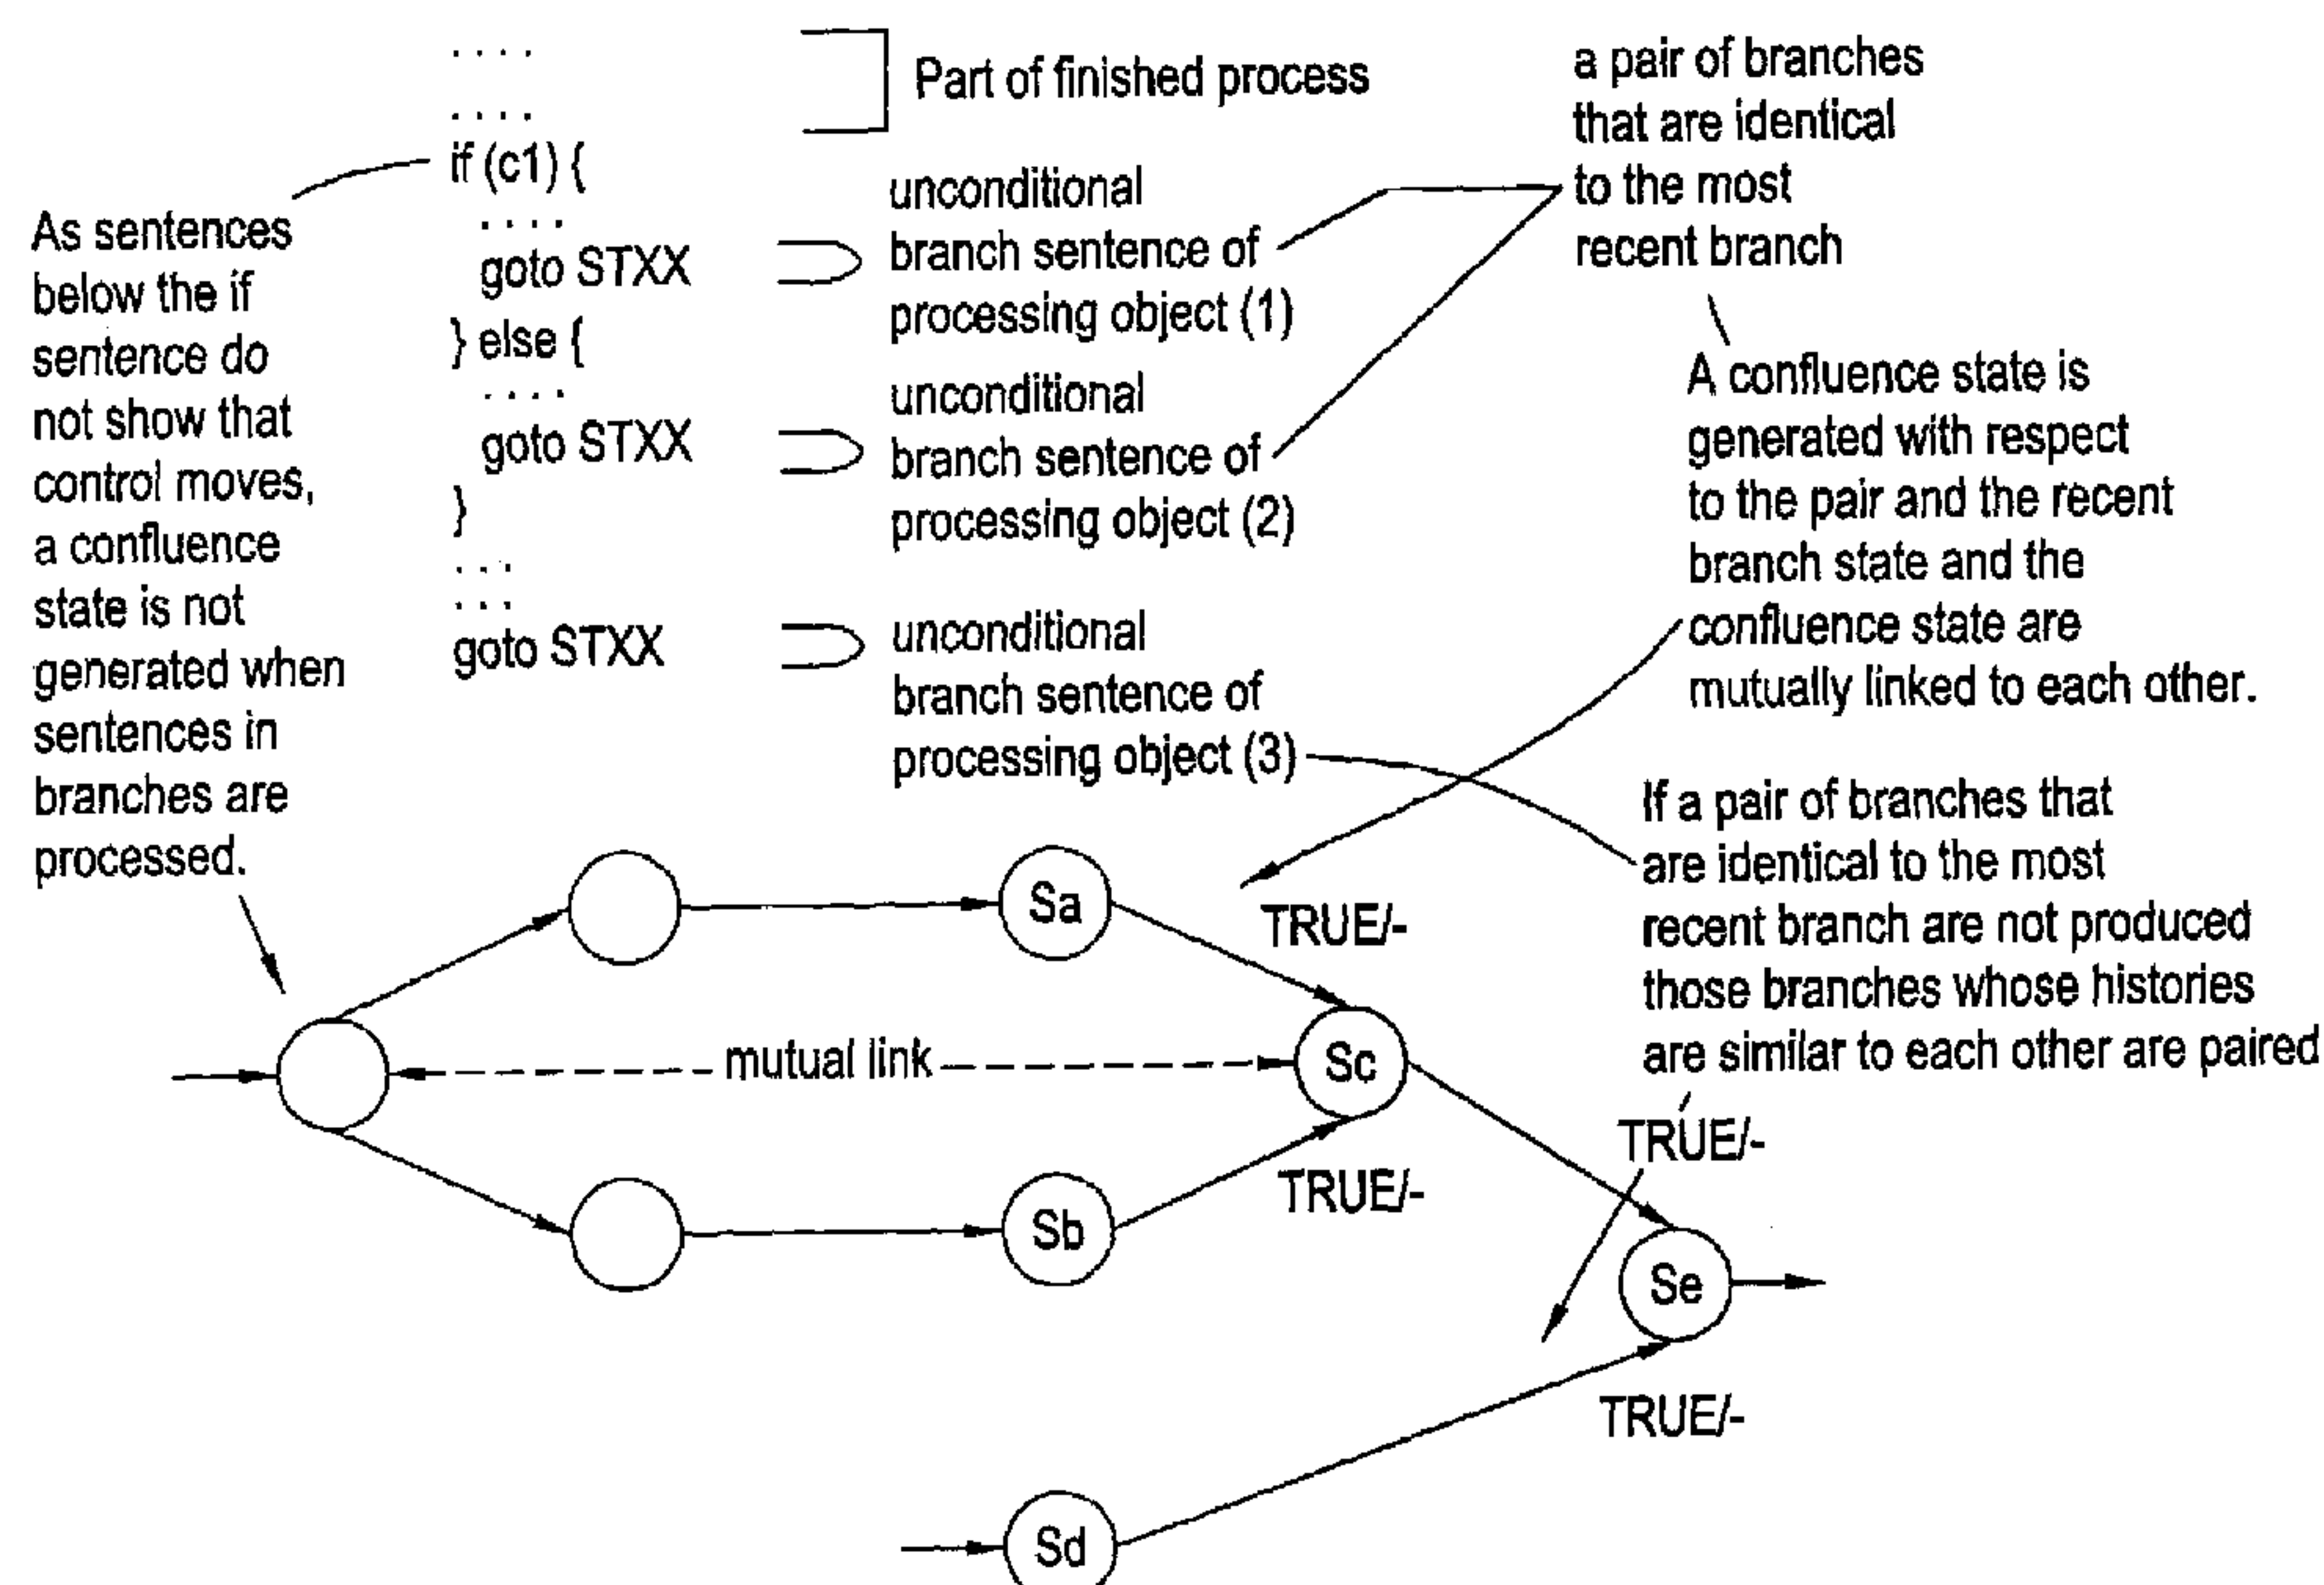 . . . .
. . . .
Part of finished process
if (c1) {
. . . .
goto STXX
} else {
. . . .
goto STXX
}
. . .
. . .
goto STXX
As sentences
below the if
sentence do
not show that
control moves,
a confluence
state is not
generated when
sentences in
branches are
processed.
unconditional
branch sentence of
processing object (1)
unconditional
branch sentence of
processing object (2)
unconditional
branch sentence of
processing object (3)
a pair of branches
that are identical
to the most
recent branch
A confluence state is
generated with respect
to the pair and the recent
branch state and the
confluence state are
mutually linked to each other.
If a pair of branches that
are identical to the most
recent branch are not produced
those branches whose histories
are similar to each other are paired
Sa
TRUE/-
mutual link
Sc
TRUE/-
Sb
TRUE/-
Se
TRUE/-
Sd